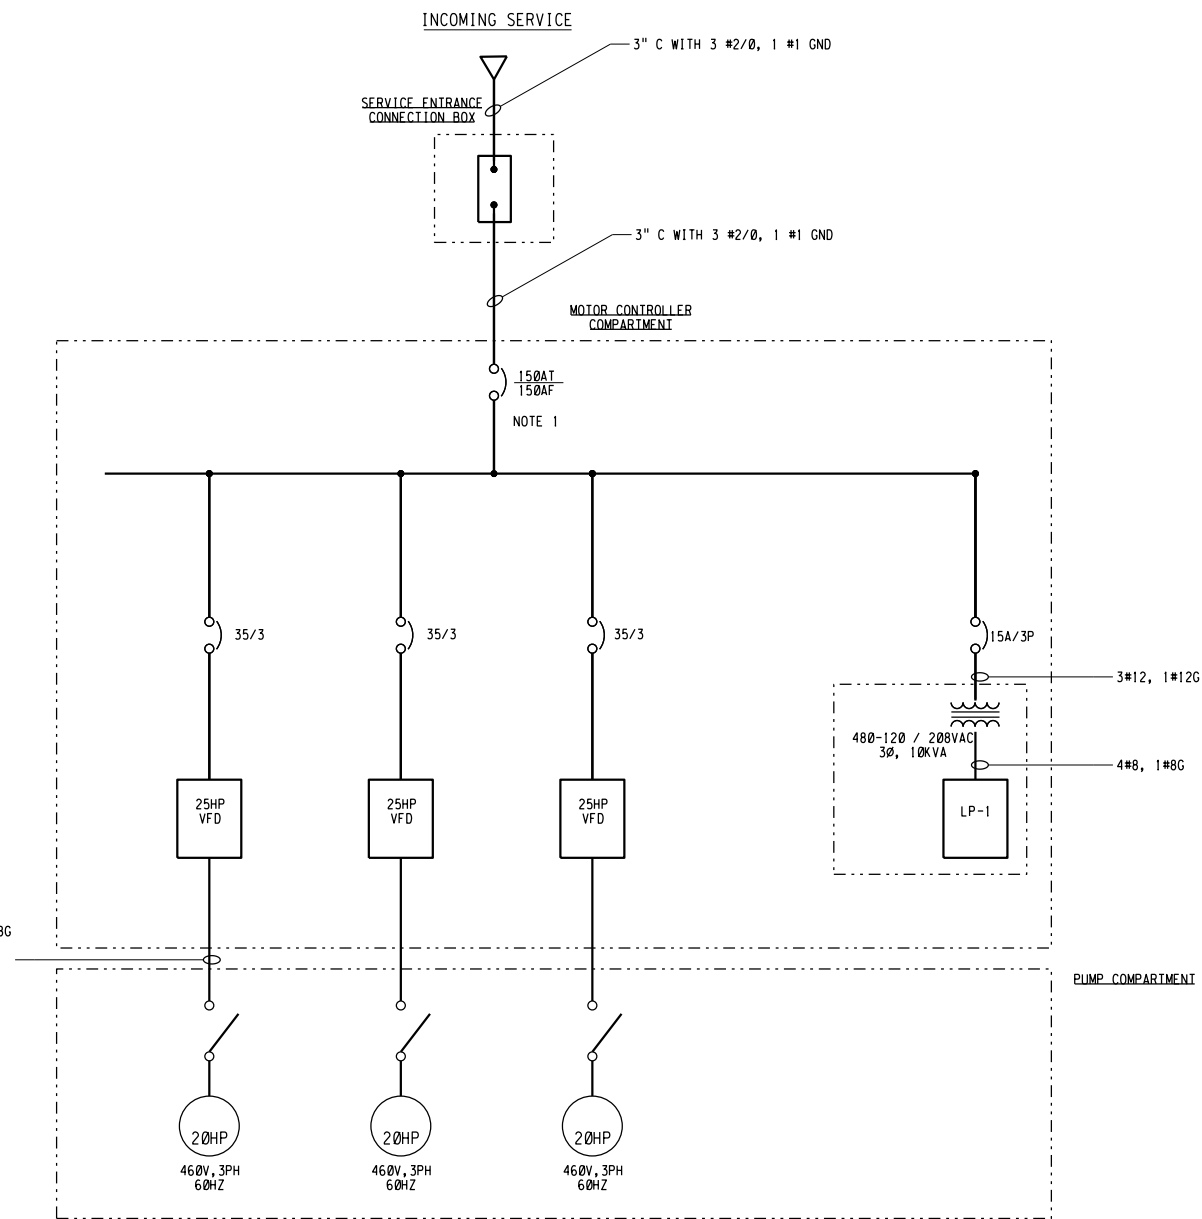 INCOMING SERVICE
3" C WITH 3 #2/0, 1 #1 GND
SERVICE ENTRANCE
CONNECTION BOX
3" C WITH 3 #2/0, 1 #1 GND
MOTOR CONTROLLER
COMPARTMENT
150AT
150AF
NOTE 1
35/3
35/3
35/3
15A/3P
3#12, 1#12G
480-120 / 208VAC
3Ø, 10KVA
4#8, 1#8G
25HP
VFD
25HP
VFD
25HP
VFD
LP-1
8G
PUMP COMPARTMENT
20HP
20HP
20HP
460V,3PH
60HZ
460V,3PH
60HZ
460V,3PH
60HZ